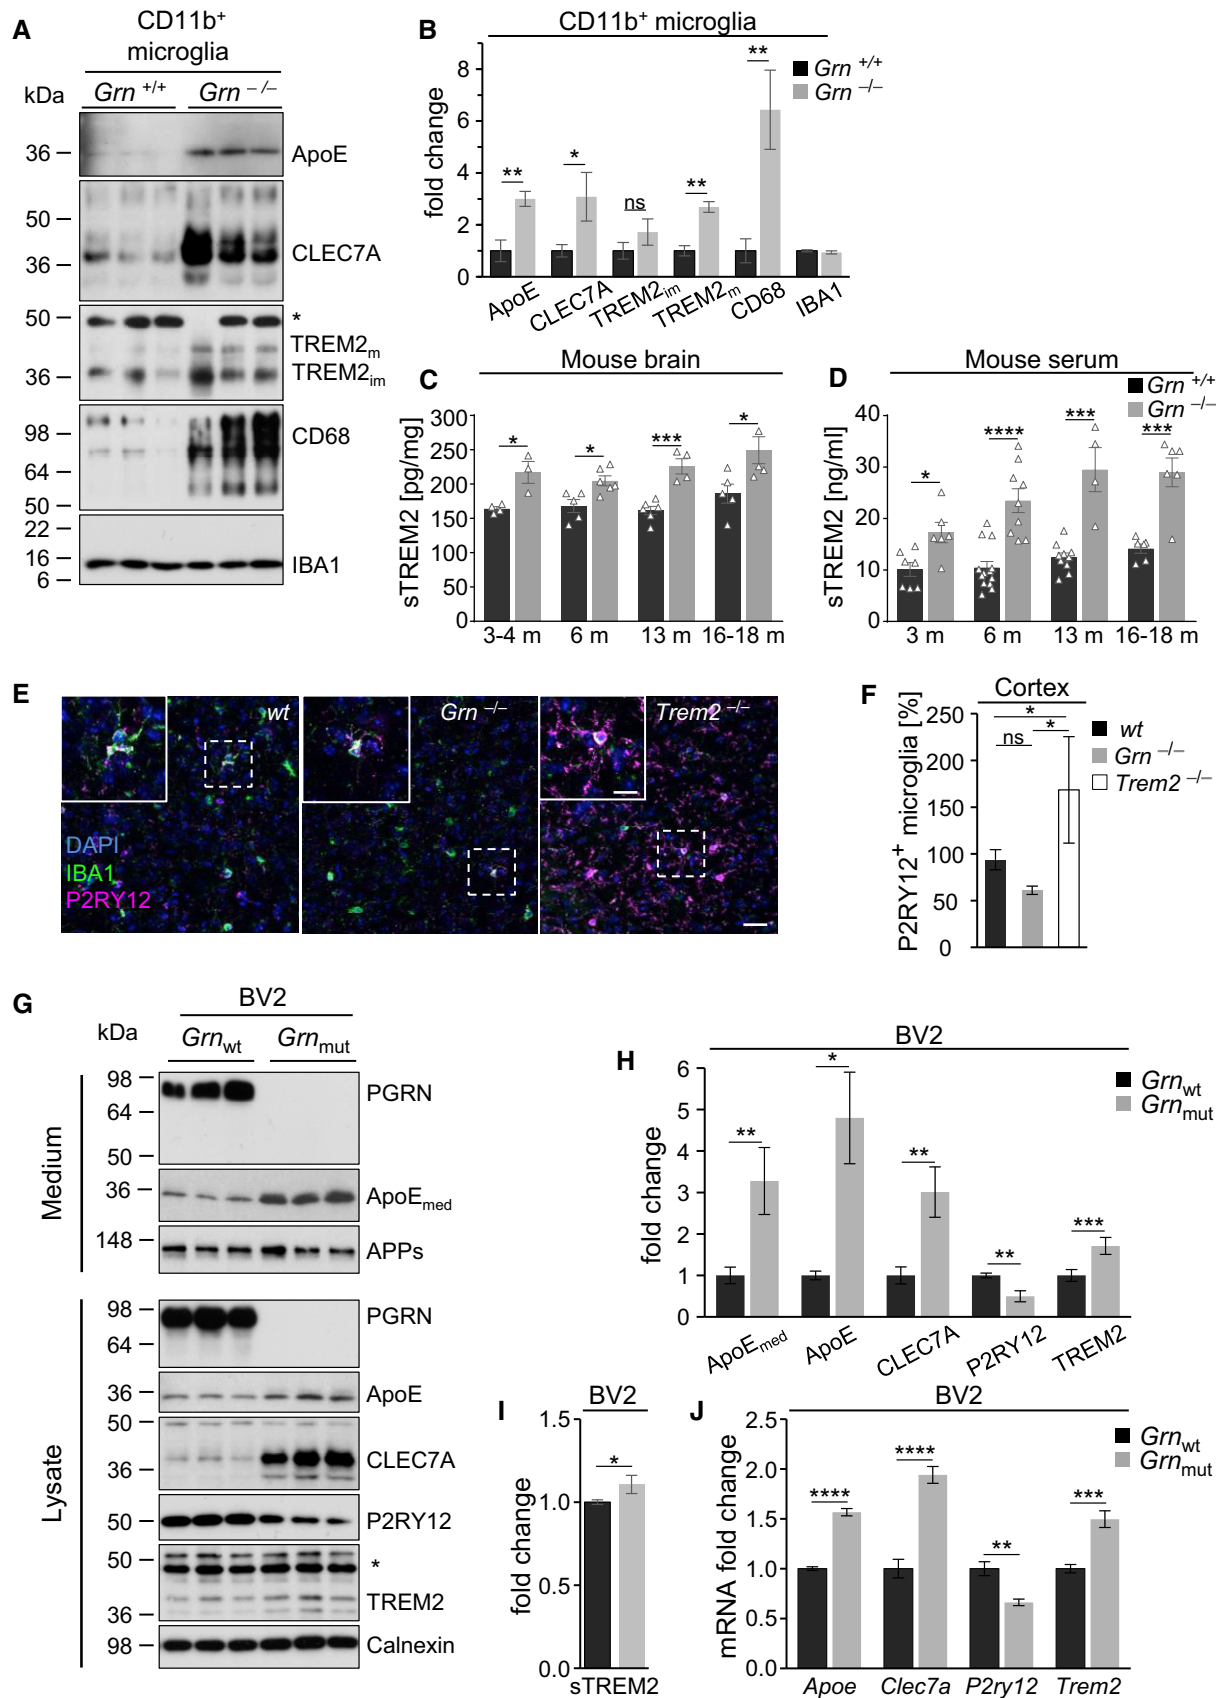 A
CD11b+
microglia
kDa
Grn +/+
Grn −/−
36
ApoE
50
36
CLEC7A
50
*
TREM2m
36
TREM2im
98
CD68
64
50
22
16
IBA1
6
B
CD11b+ microglia
Grn +/+
Grn −/−
fold change
8
6
4
2
0
**
*
ns
**
**
ApoE
CLEC7A
TREM2im
TREM2m
CD68
IBA1
C
Mouse brain
sTREM2 [pg/mg]
300
250
200
150
100
50
0
*
*
***
*
3-4 m
6 m
13 m
16-18 m
D
Mouse serum
Grn +/+
Grn −/−
sTREM2 [ng/ml]
40
30
20
10
0
*
****
***
***
3 m
6 m
13 m
16-18 m
E
wt
Grn −/−
Trem2 −/−
DAPI
IBA1
P2RY12
F
Cortex
P2RY12+ microglia [%]
250
200
150
100
50
0
*
*
ns
wt
Grn −/−
Trem2 −/−
G
BV2
kDa
Grnwt
Grnmut
Medium
98
PGRN
64
50
36
ApoEmed
148
APPs
Lysate
98
PGRN
64
36
ApoE
50
CLEC7A
36
50
P2RY12
50
*
TREM2
36
98
Calnexin
H
BV2
Grnwt
Grnmut
fold change
6
5
4
3
2
1
0
**
*
**
**
***
ApoEmed
ApoE
CLEC7A
P2RY12
TREM2
I
BV2
fold change
1.5
1.0
0.5
0.0
*
sTREM2
J
BV2
Grnwt
Grnmut
mRNA fold change
2.5
2.0
1.5
1.0
0.5
0.0
****
****
**
***
Apoe
Clec7a
P2ry12
Trem2